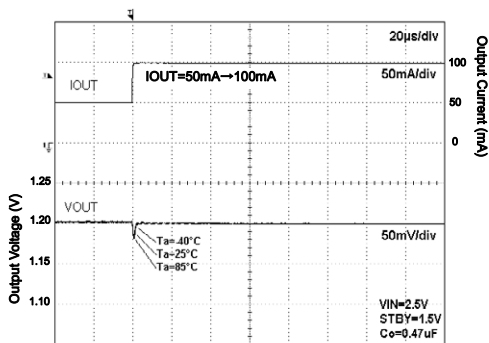 20µs/div
IOUT=50mA→100mA
50mA/div
IOUT
100
50
0
Output Current (mA)
1.25
1.20
1.15
1.10
Output Voltage (V)
VOUT
50mV/div
Ta=-40°C
Ta=25°C
Ta=85°C
VIN=2.5V
STBY=1.5V
Co=0.47uF